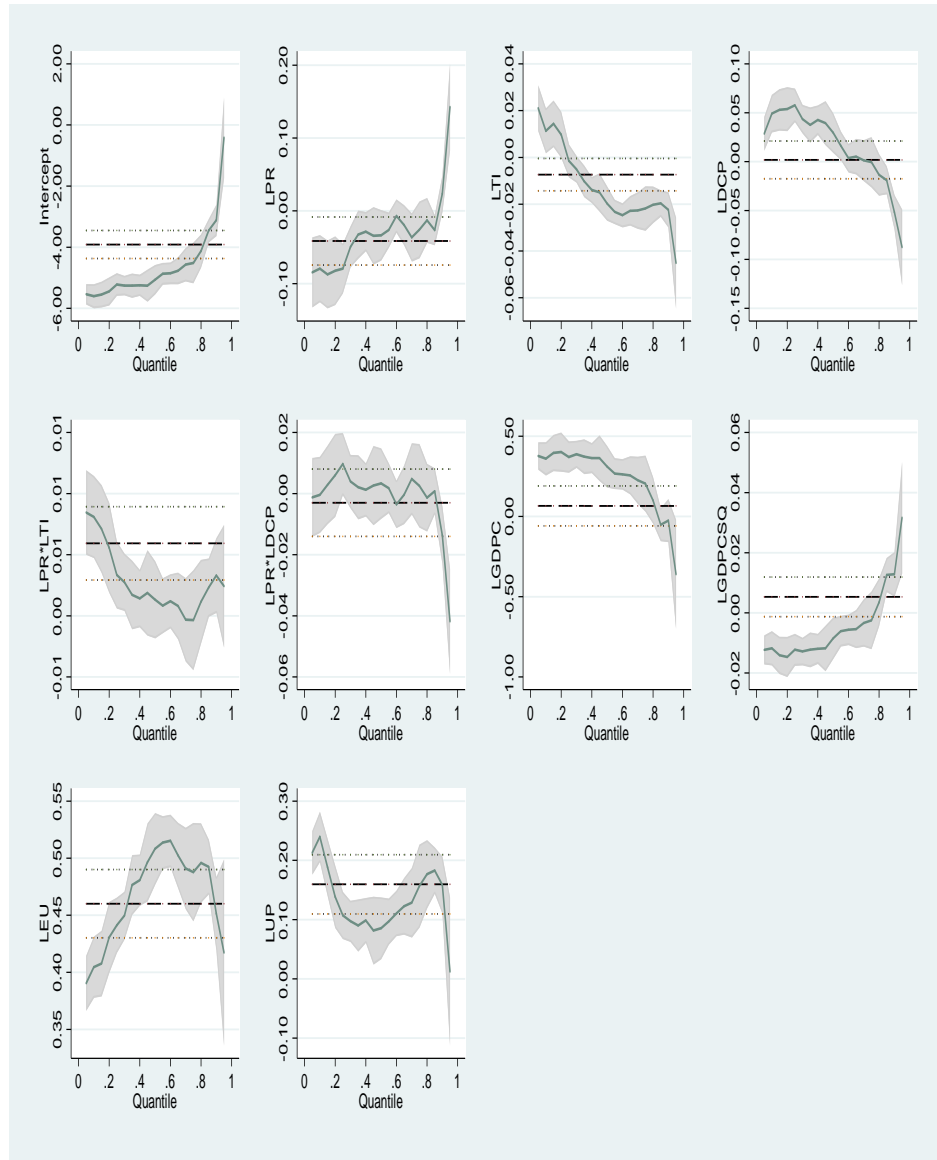 Intercept
2.00
0.00
-2.00
-4.00
-6.00
0 .2 .4 .6 .8 1
Quantile
LPR
0.20
0.10
0.00
-0.10
0 .2 .4 .6 .8 1
Quantile
LTI
0.04
0.02
0.00
-0.02
-0.04
-0.06
0 .2 .4 .6 .8 1
Quantile
LDCP
0.10
0.05
0.00
-0.05
-0.10
-0.15
0 .2 .4 .6 .8 1
Quantile
LPR*LTI
0.01
0.01
0.01
0.00
-0.01
0 .2 .4 .6 .8 1
Quantile
LPR*LDCP
0.02
0.00
-0.02
-0.04
-0.06
0 .2 .4 .6 .8 1
Quantile
LGDPC
0.50
0.00
-0.50
-1.00
0 .2 .4 .6 .8 1
Quantile
LGDPCSQ
0.06
0.04
0.02
0.00
-0.02
0 .2 .4 .6 .8 1
Quantile
LEU
0.55
0.50
0.45
0.40
0.35
0 .2 .4 .6 .8 1
Quantile
LUP
0.30
0.20
0.10
0.00
-0.10
0 .2 .4 .6 .8 1
Quantile